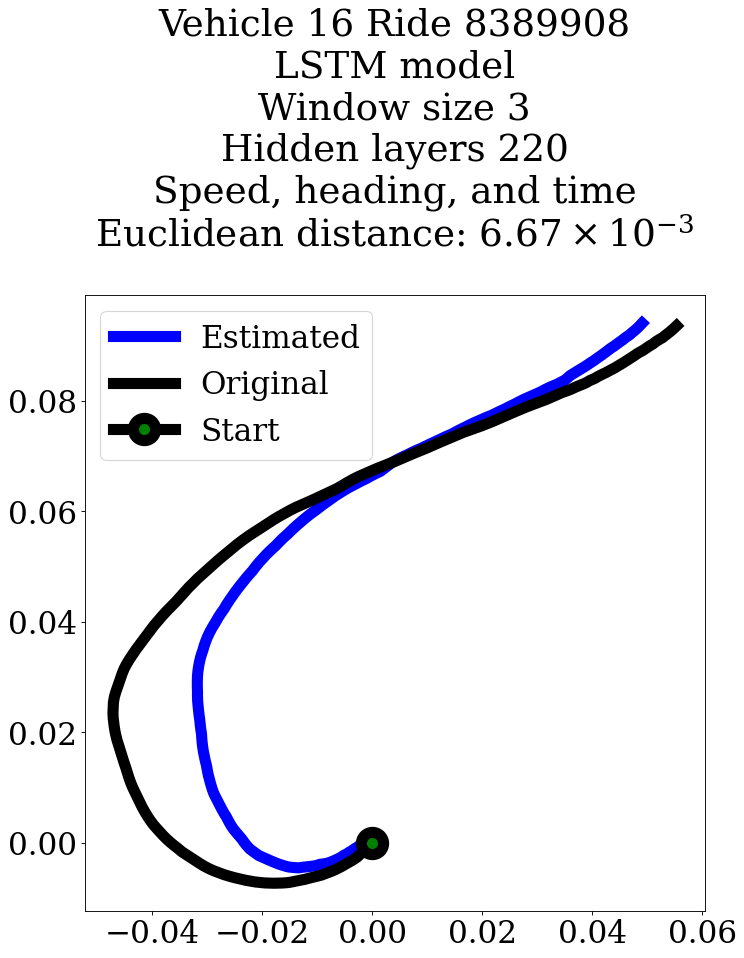 Vehicle 16 Ride 8389908
LSTM model
Window size 3
Hidden layers 220
Speed, heading, and time
Euclidean distance: 6.67 × 10⁻³
Estimated
Original
Start
0.08
0.06
0.04
0.02
0.00
−0.04 −0.02 0.00 0.02 0.04 0.06